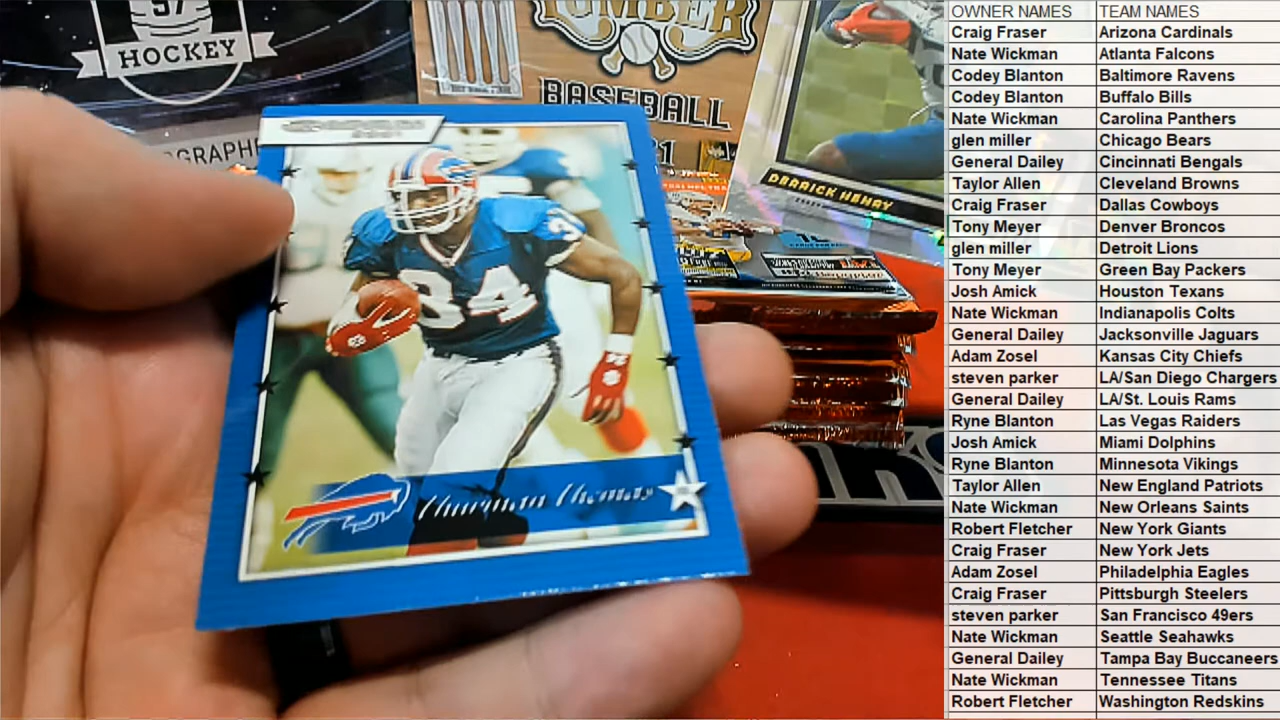 97
HOCKEY
LUMBER
BASEBALL
DERRICK HENRY
34
Thurman Thomas
OWNER NAMES TEAM NAMES
Craig Fraser Arizona Cardinals
Nate Wickman Atlanta Falcons
Codey Blanton Baltimore Ravens
Codey Blanton Buffalo Bills
Nate Wickman Carolina Panthers
glen miller Chicago Bears
General Dailey Cincinnati Bengals
Taylor Allen Cleveland Browns
Craig Fraser Dallas Cowboys
Tony Meyer Denver Broncos
glen miller Detroit Lions
Tony Meyer Green Bay Packers
Josh Amick Houston Texans
Nate Wickman Indianapolis Colts
General Dailey Jacksonville Jaguars
Adam Zosel Kansas City Chiefs
steven parker LA/San Diego Chargers
General Dailey LA/St. Louis Rams
Ryne Blanton Las Vegas Raiders
Josh Amick Miami Dolphins
Ryne Blanton Minnesota Vikings
Taylor Allen New England Patriots
Nate Wickman New Orleans Saints
Robert Fletcher New York Giants
Craig Fraser New York Jets
Adam Zosel Philadelphia Eagles
Craig Fraser Pittsburgh Steelers
steven parker San Francisco 49ers
Nate Wickman Seattle Seahawks
General Dailey Tampa Bay Buccaneers
Nate Wickman Tennessee Titans
Robert Fletcher Washington Redskins